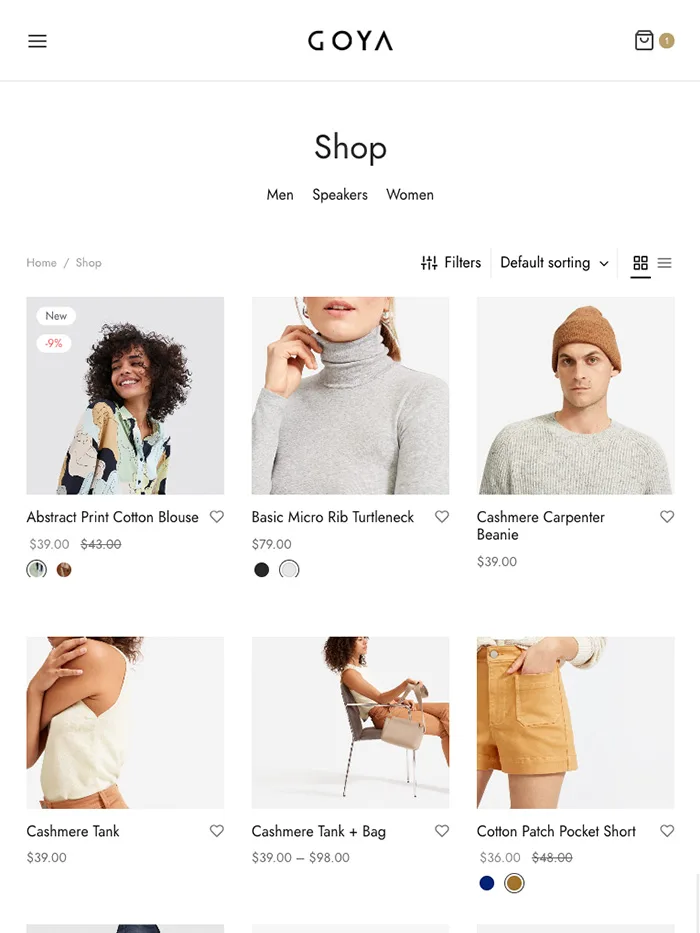 GOYA
1
Shop
Men Speakers Women
Home / Shop
Filters Default sorting
New
-9%
Abstract Print Cotton Blouse
$39.00 $43.00
Basic Micro Rib Turtleneck
$79.00
Cashmere Carpenter
Beanie
$39.00
Cashmere Tank
$39.00
Cashmere Tank + Bag
$39.00 – $98.00
Cotton Patch Pocket Short
$36.00 $48.00